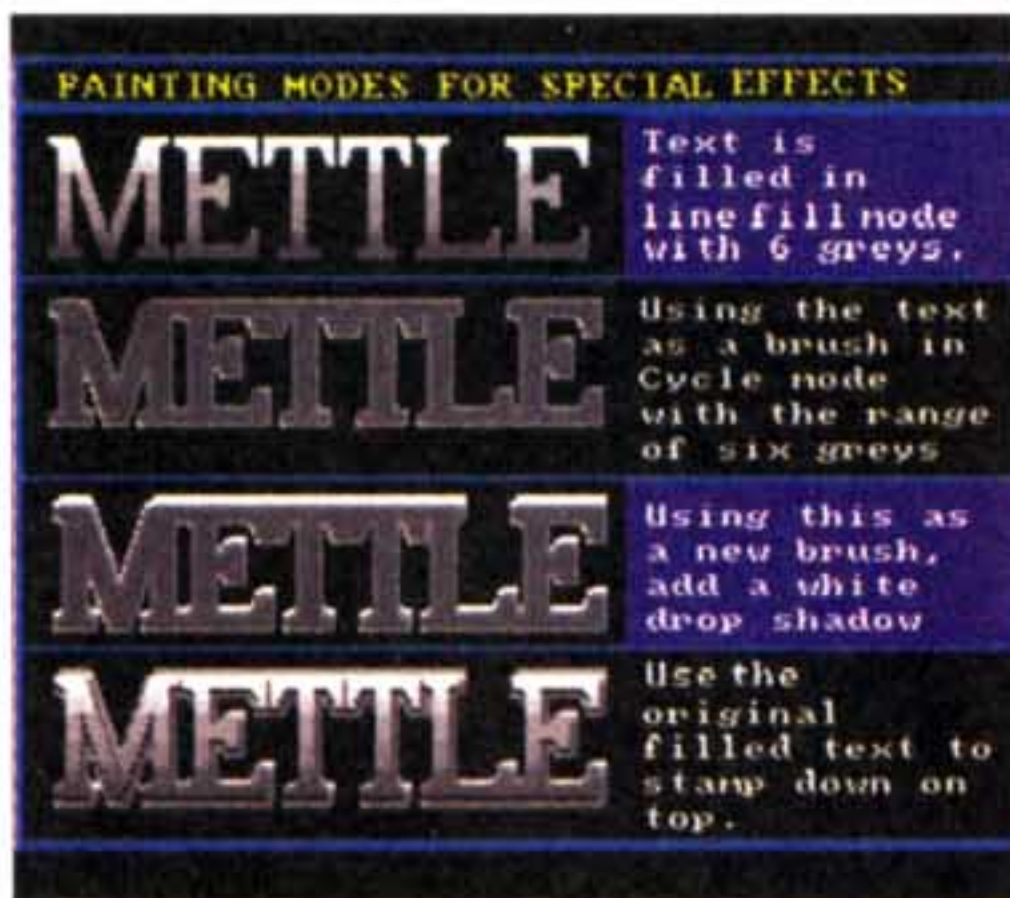 PAINTING MODES FOR SPECIAL EFFECTS
METTLE
Text is
filled in
line fill mode
with 6 greys.
METTLE
Using the text
as a brush in
Cycle mode
with the range
of six greys
METTLE
Using this as
a new brush,
add a white
drop shadow
METTLE
Use the
original
filled text to
stamp down on
top.